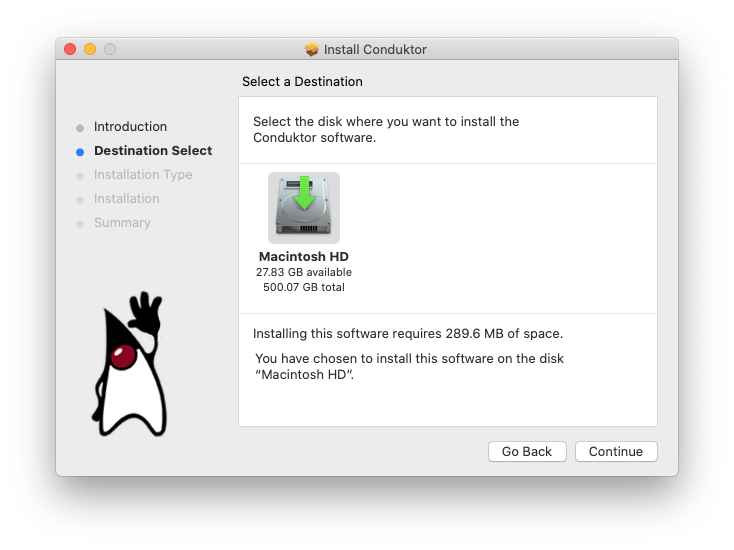 Install Conduktor
Select a Destination
Introduction
Destination Select
Installation Type
Installation
Summary
Select the disk where you want to install the
Conduktor software.
Macintosh HD
27.83 GB available
500.07 GB total
Installing this software requires 289.6 MB of space.
You have chosen to install this software on the disk
“Macintosh HD”.
Go Back
Continue